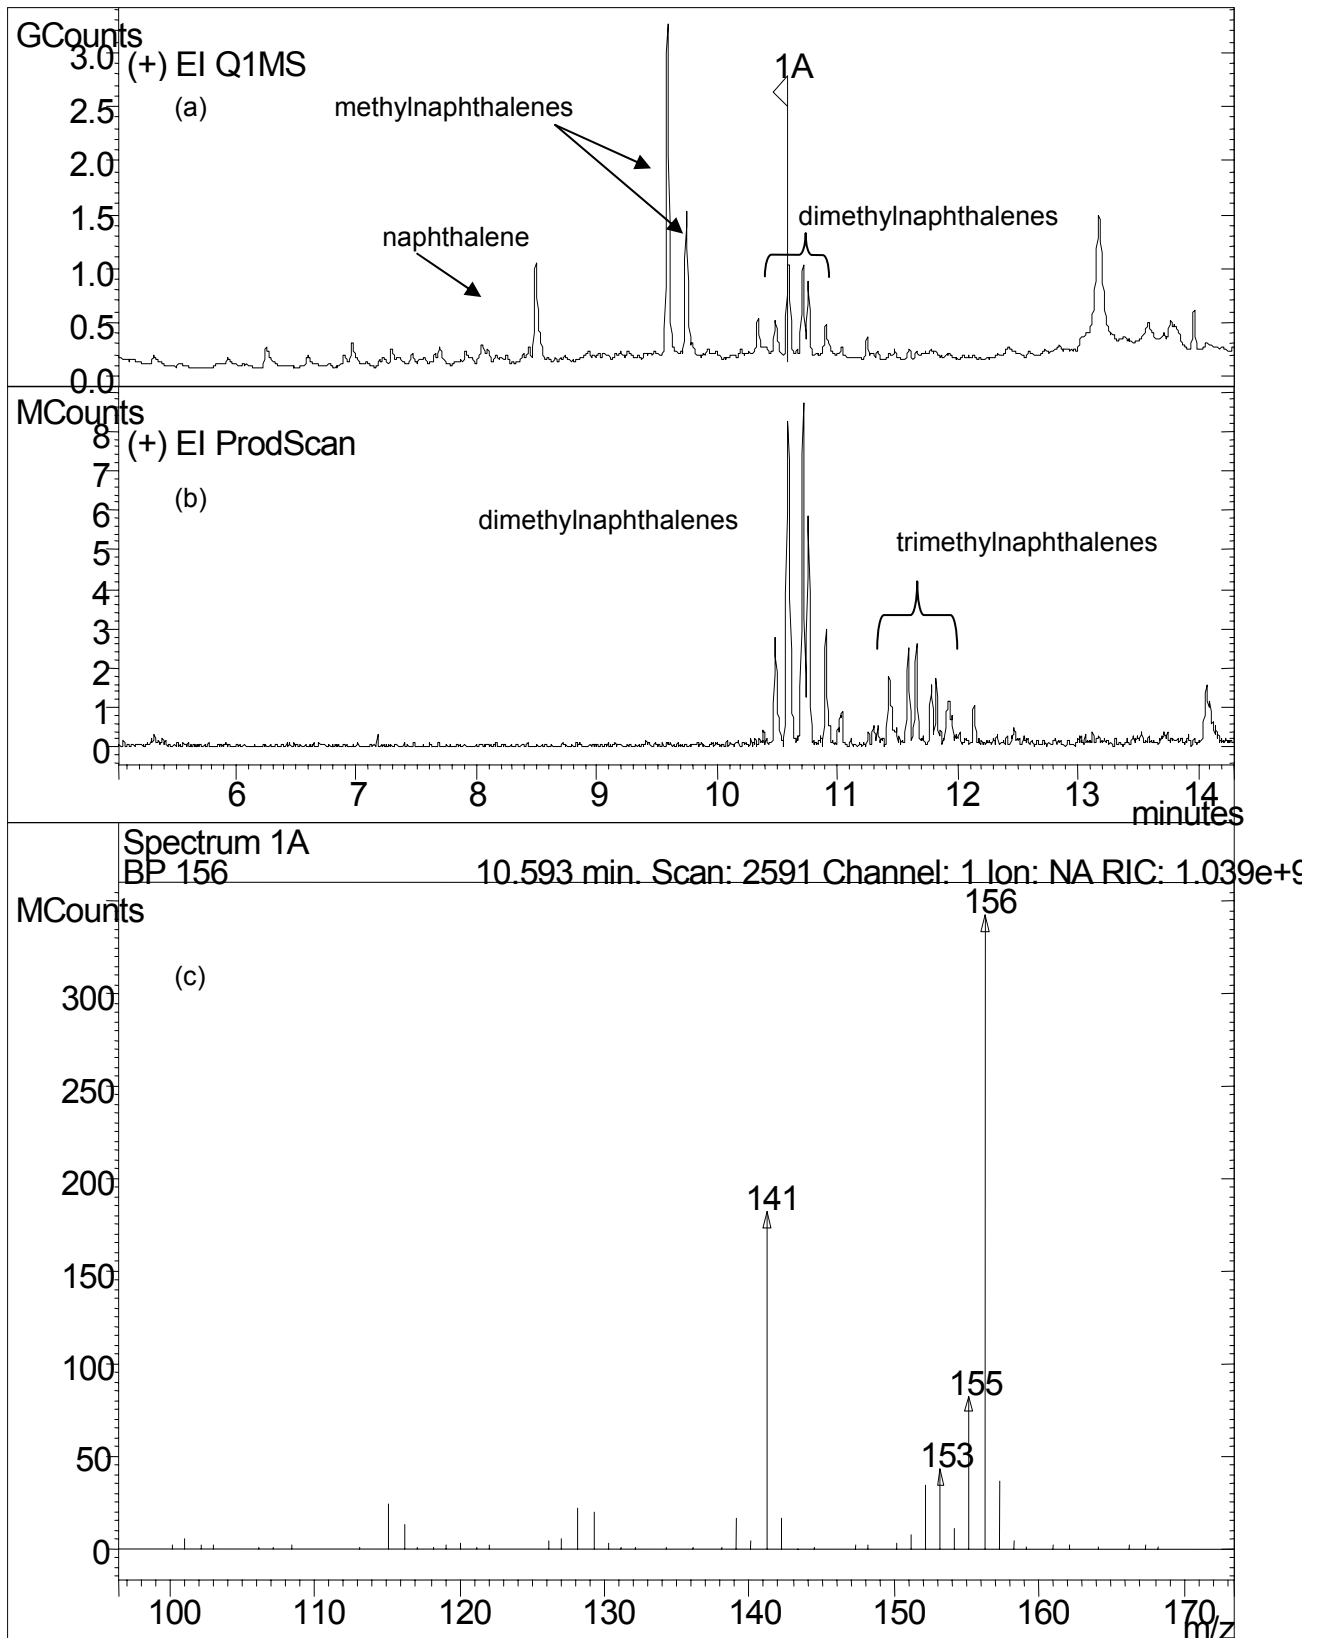 GCounts
3.0
(+) EI Q1MS
1A
(a)
2.5
methylnaphthalenes
2.0
1.5
dimethylnaphthalenes
naphthalene
1.0
0.5
0.0
MCounts
8
(+) EI ProdScan
7
(b)
6
dimethylnaphthalenes
5
trimethylnaphthalenes
4
3
2
1
0
6 7 8 9 10 11 12 13 14
minutes
Spectrum 1A
BP 156 10.593 min. Scan: 2591 Channel: 1 Ion: NA RIC: 1.039e+9
MCounts
156
(c)
300
250
200
141
150
100
155
153
50
0
100 110 120 130 140 150 160 170
m/z